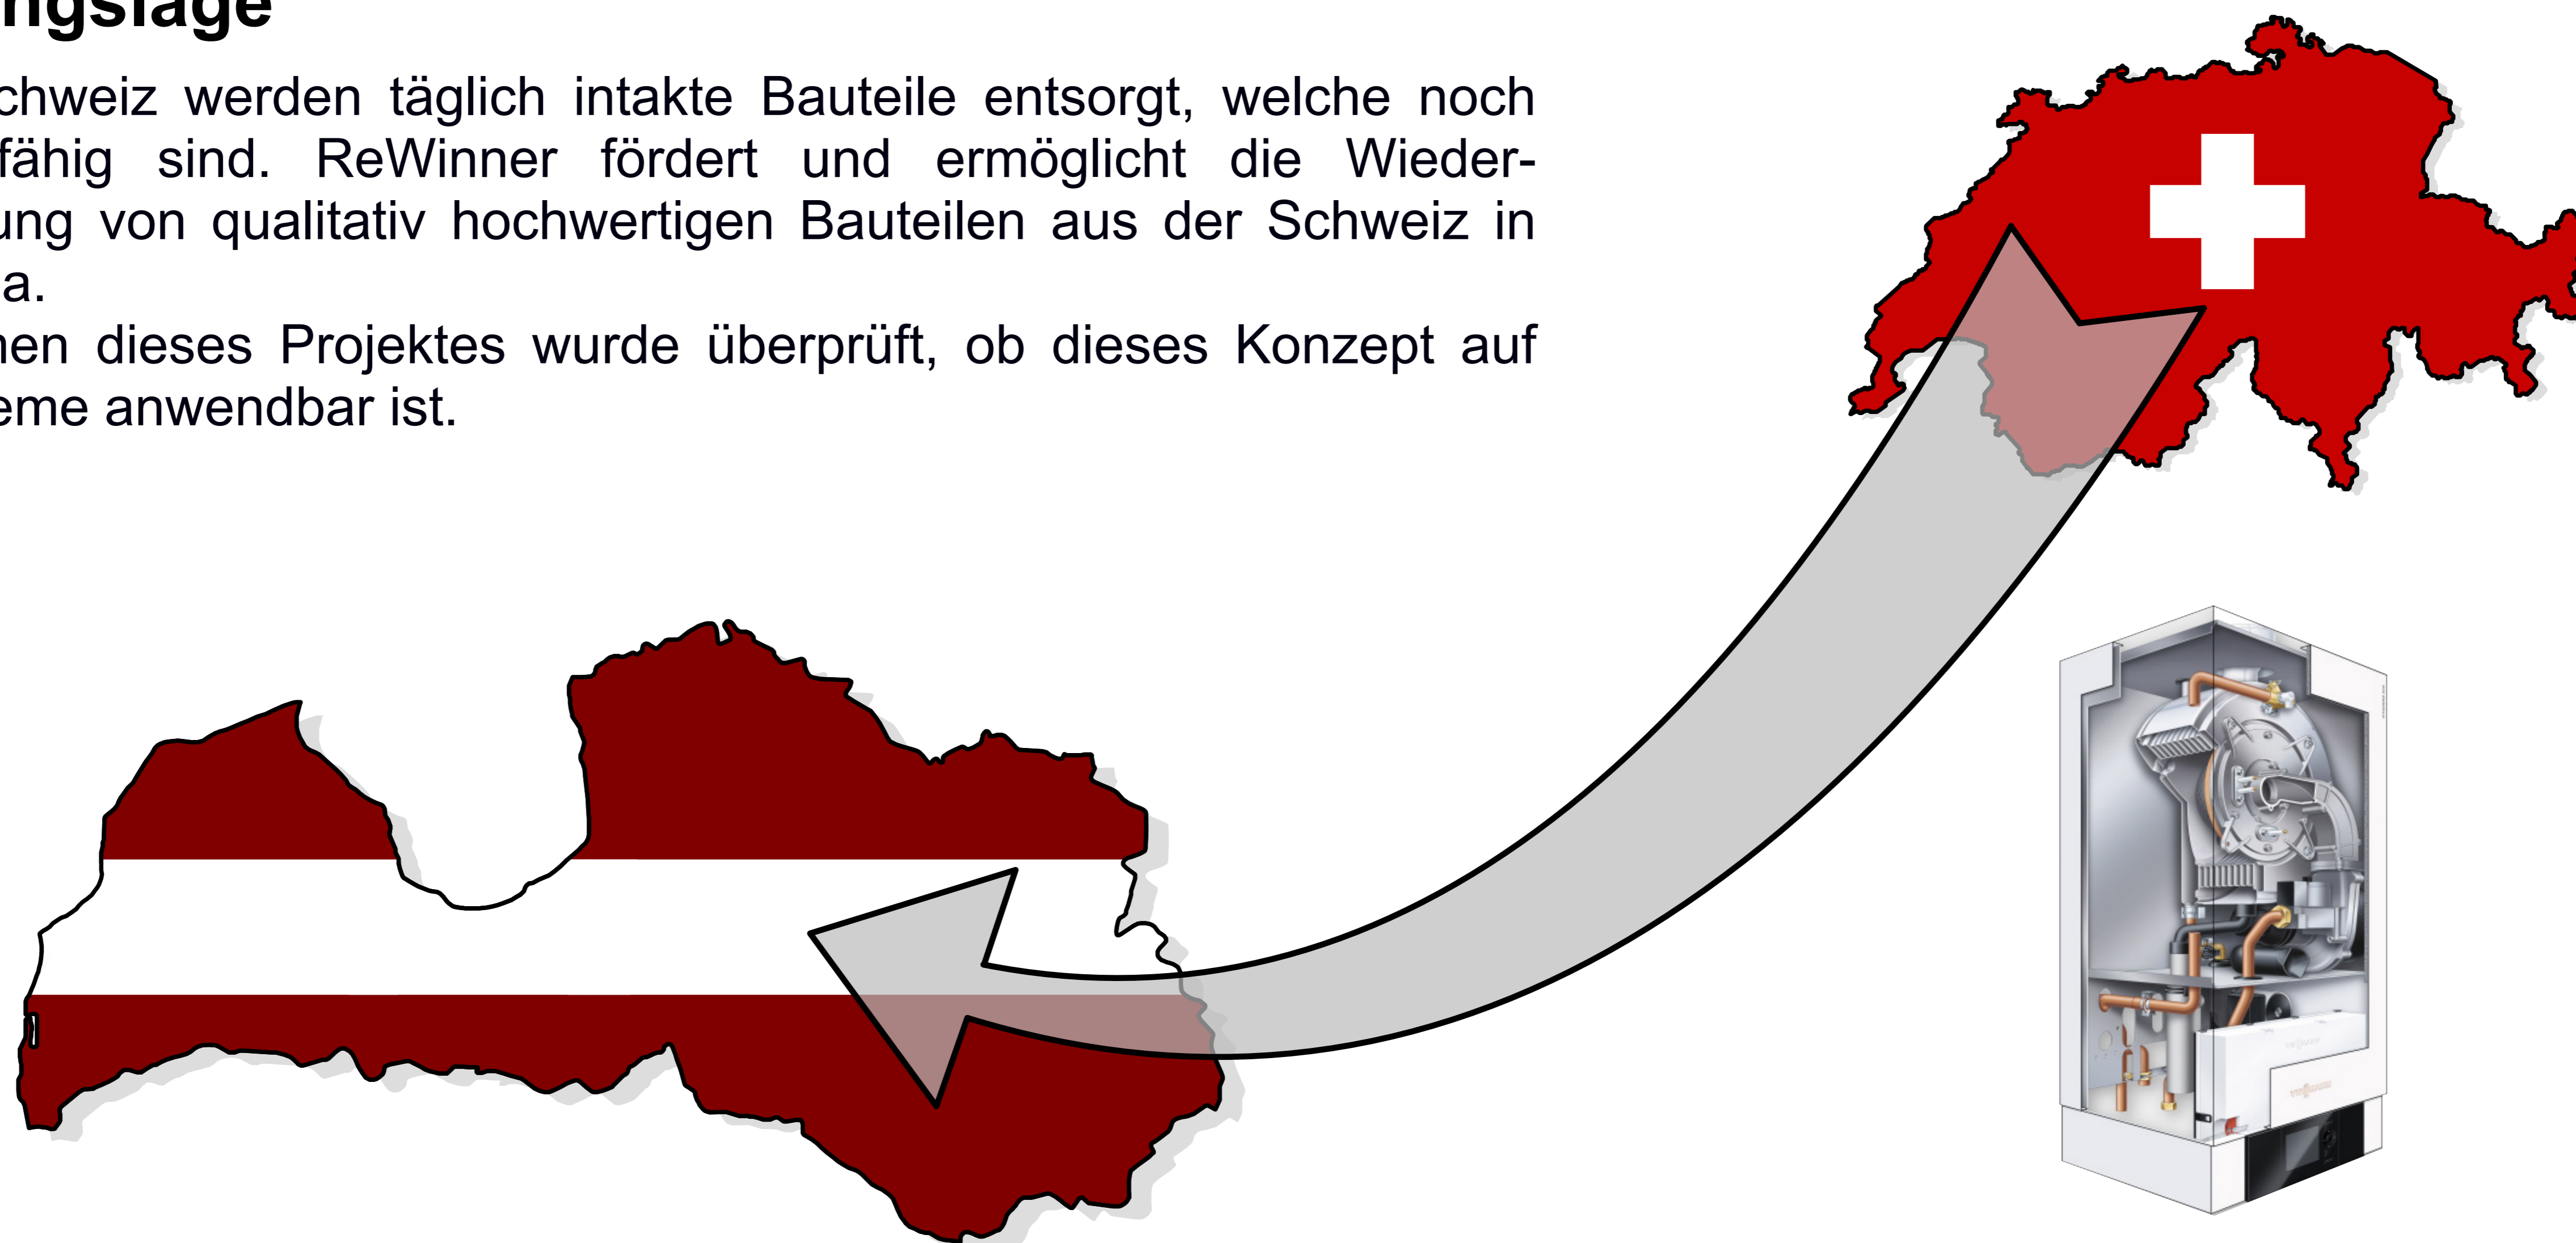 ngslage
chweiz werden täglich intakte Bauteile entsorgt, welche noch
fähig sind. ReWinner fördert und ermöglicht die Wieder-
ung von qualitativ hochwertigen Bauteilen aus der Schweiz in
a.
en dieses Projektes wurde überprüft, ob dieses Konzept auf
eme anwendbar ist.